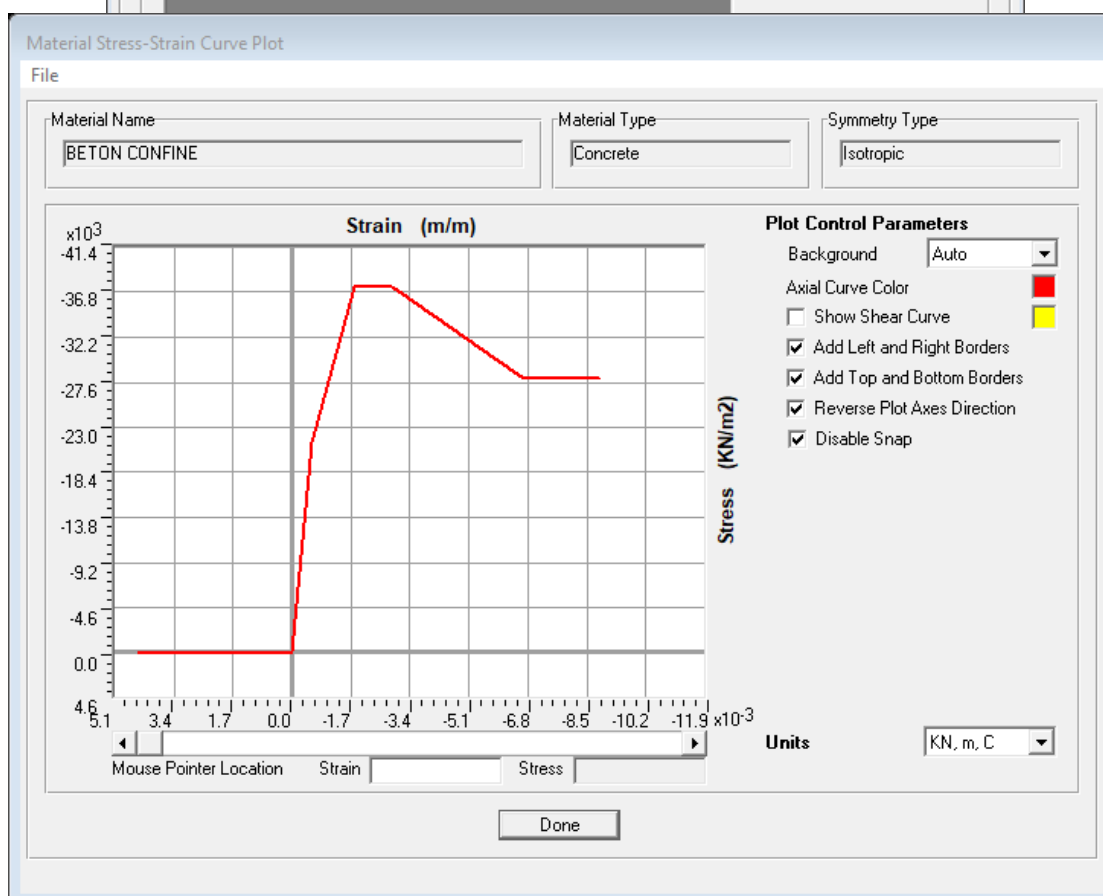 Material Stress-Strain Curve Plot
File
Material Name
BETON CONFINE
Material Type
Concrete
Symmetry Type
Isotropic
Strain (m/m)
x10³
-41.4
-36.8
-32.2
-27.6
-23.0
-18.4
-13.8
-9.2
-4.6
0.0
4.6
5.1 3.4 1.7 0.0 -1.7 -3.4 -5.1 -6.8 -8.5 -10.2 -11.9 x10⁻³
Stress (KN/m2)
Mouse Pointer Location Strain Stress
Plot Control Parameters
Background Auto
Axial Curve Color
Show Shear Curve
Add Left and Right Borders
Add Top and Bottom Borders
Reverse Plot Axes Direction
Disable Snap
Units KN, m, C
Done